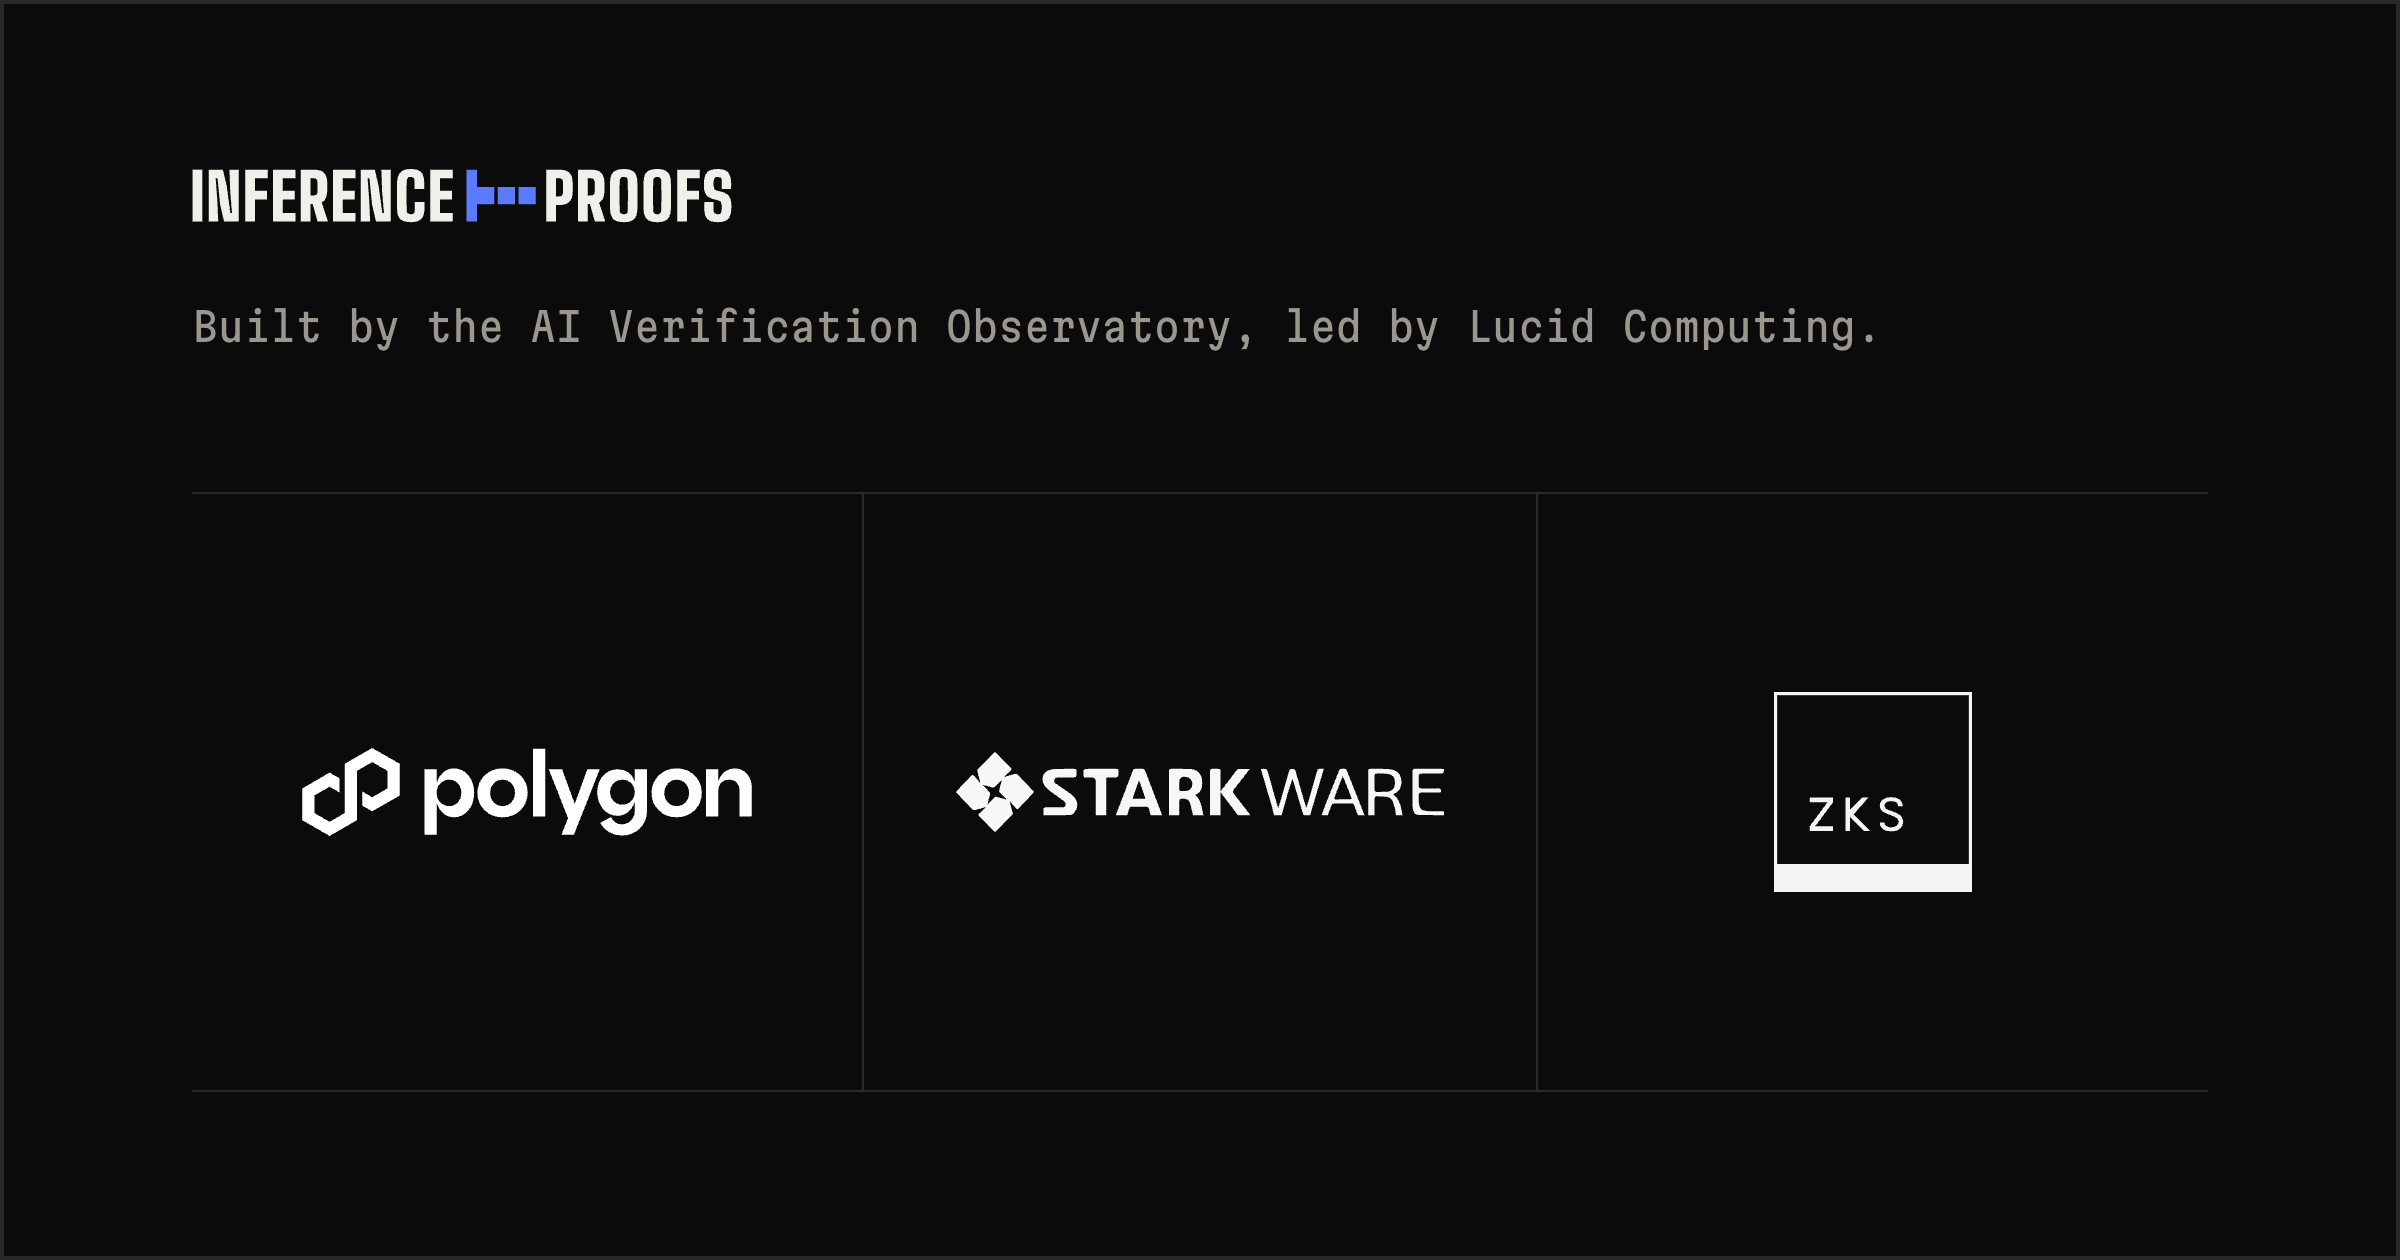 INFERENCE PROOFS
Built by the AI Verification Observatory, led by Lucid Computing.
polygon
STARKWARE
ZKS